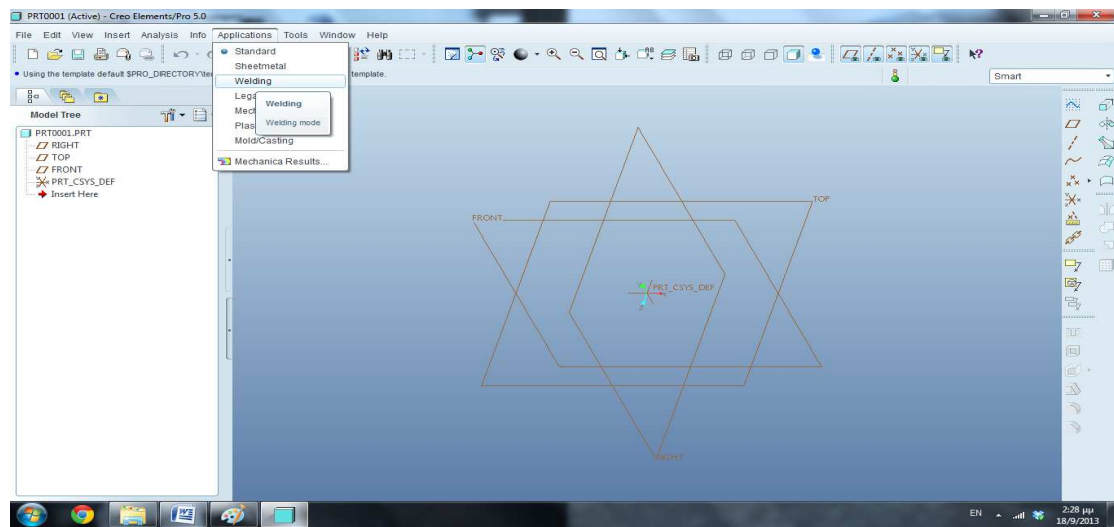 PRT0001 (Active) - Creo Elements/Pro 5.0
File Edit View Insert Analysis Info Applications Tools Window Help
Standard
Sheetmetal
Welding
Mold/Casting
Mechanica Results...
Welding
Welding mode
Using the template default $PRO_DIRECTORY\
template.
Smart
Model Tree
PRT0001.PRT
RIGHT
TOP
FRONT
PRT_CSYS_DEF
Insert Here
TOP
FRONT
PRT_CSYS_DEF
RIGHT
EN
2:28 μμ
18/9/2013